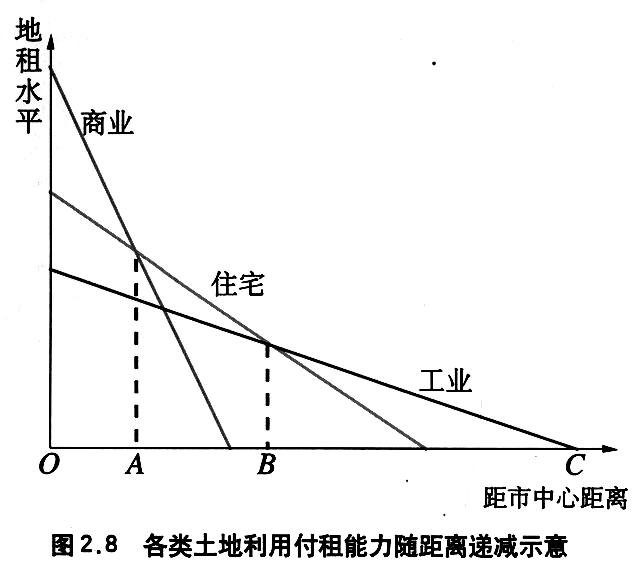 地租水平
商业
住宅
工业
O A B C
距市中心距离
图2.8 各类土地利用付租能力随距离递减示意